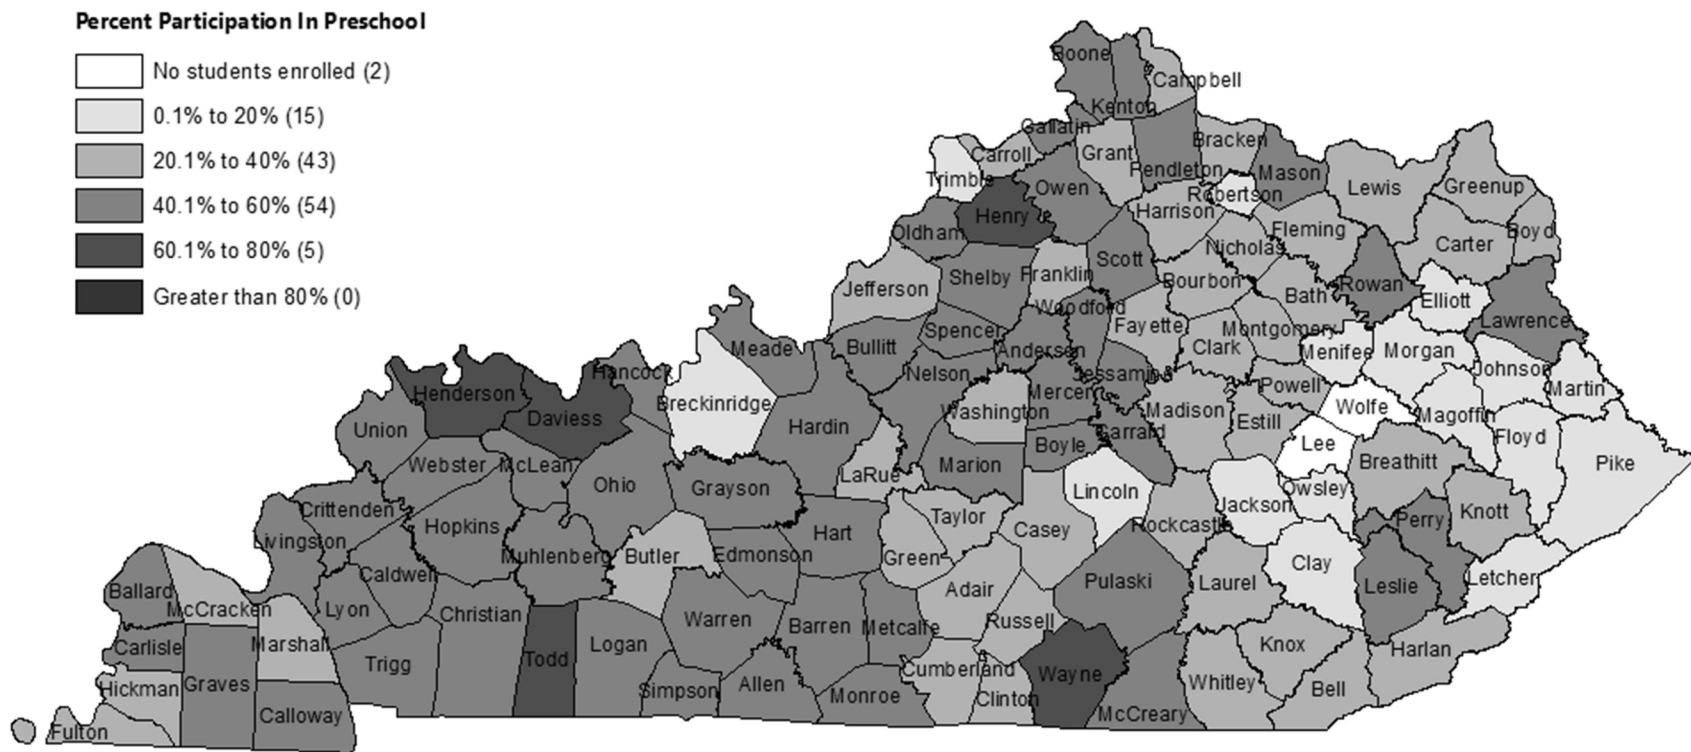 Percent Participation In Preschool
No students enrolled (2)
0.1% to 20% (15)
20.1% to 40% (43)
40.1% to 60% (54)
60.1% to 80% (5)
Greater than 80% (0)
Boone
Campbell
Kenton
Gallatin
Carroll
Grant
Bracken
Pendleton
Mason
Trimble
Owen
Robertson
Lewis
Greenup
Henry
Harrison
Oldham
Fleming
Boyd
Nicholas
Carter
Scott
Shelby
Franklin
Bourbon
Rowan
Jefferson
Bath
Elliott
Woodford
Fayette
Montgomery
Lawrence
Spencer
Meade
Bullitt
Anderson
Clark
Menifee
Morgan
Hancock
Nelson
Jessamine
Johnson
Henderson
Mercer
Powell
Martin
Breckinridge
Daviess
Washington
Madison
Wolfe
Magoffin
Union
Hardin
Estill
Garrard
Boyle
Lee
Floyd
Webster
McLean
Marion
Breathitt
Pike
LaRue
Ohio
Grayson
Lincoln
Owsley
Jackson
Crittenden
Hopkins
Taylor
Casey
Rockcastle
Perry
Knott
Livingston
Hart
Muhlenberg
Butler
Edmonson
Green
Clay
Caldwell
Pulaski
Laurel
Leslie
Letcher
Ballard
Adair
McCracken
Lyon
Christian
Warren
Barren
Metcalfe
Russell
Carlisle
Marshall
Logan
Knox
Harlan
Trigg
Todd
Cumberland
Wayne
Hickman
Graves
Simpson
Allen
Monroe
Clinton
Whitley
Bell
Calloway
McCreary
Fulton